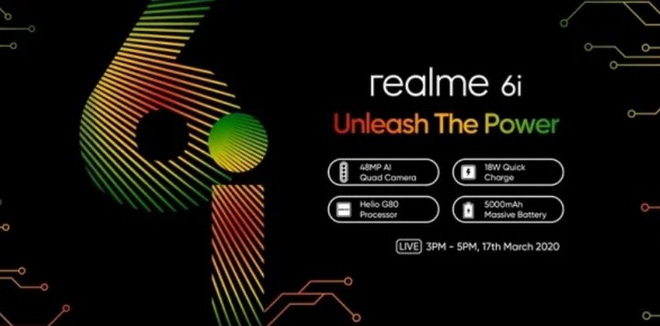 6i
realme 6i
Unleash The Power
48MP AI
Quad Camera
18W Quick
Charge
Helio G80
Processor
5000mAh
Massive Battery
LIVE 3PM - 5PM, 17th March 2020